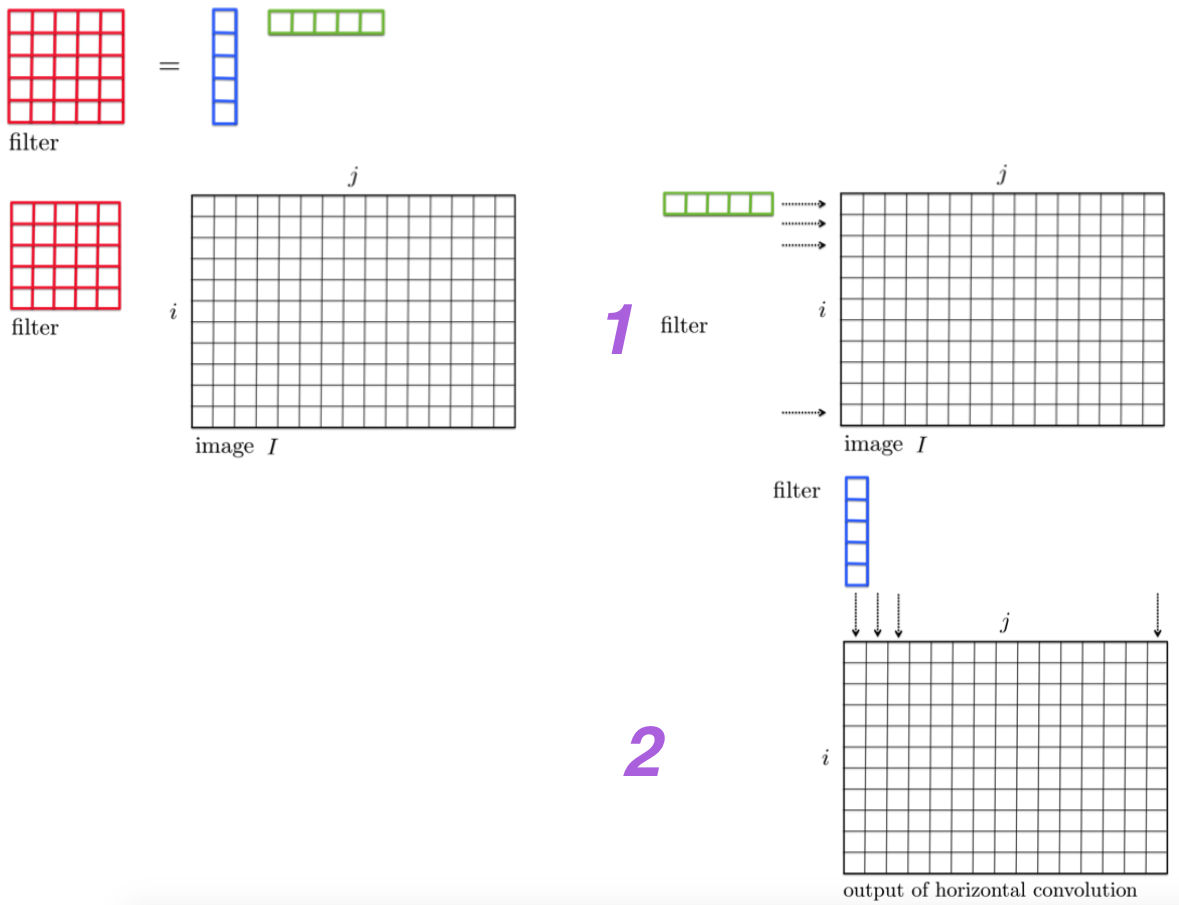 =
filter
filter
j
i
image I
1
filter
j
i
image I
filter
2
j
i
output of horizontal convolution